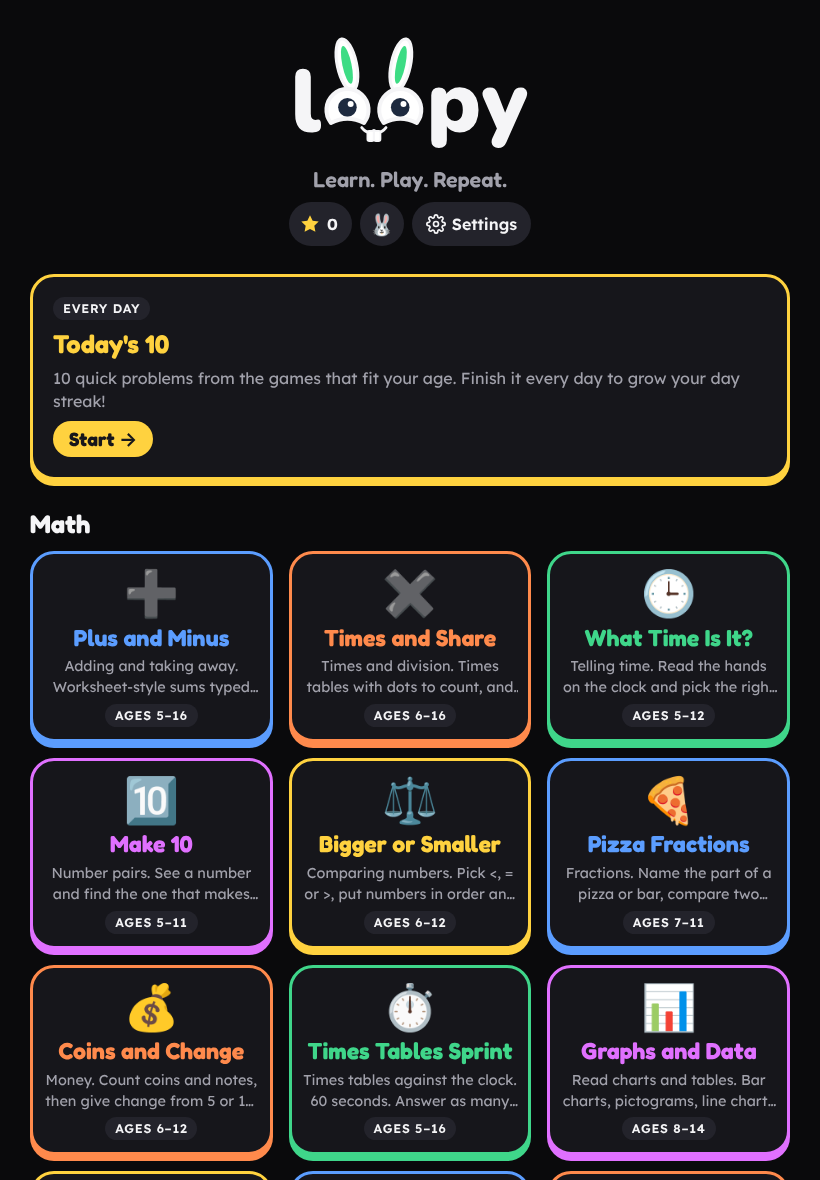 loopy
Learn. Play. Repeat.
0
Settings
EVERY DAY
Today's 10
10 quick problems from the games that fit your age. Finish it every day to grow your day
streak!
Start →
Math
Plus and Minus
Adding and taking away.
Worksheet-style sums typed…
AGES 5–16
Times and Share
Times and division. Times
tables with dots to count, and…
AGES 6–16
What Time Is It?
Telling time. Read the hands
on the clock and pick the righ…
AGES 5–12
10
Make 10
Number pairs. See a number
and find the one that makes…
AGES 5–11
Bigger or Smaller
Comparing numbers. Pick <, =
or >, put numbers in order an…
AGES 6–12
Pizza Fractions
Fractions. Name the part of a
pizza or bar, compare two…
AGES 7–11
Coins and Change
Money. Count coins and notes,
then give change from 5 or 1…
AGES 6–12
Times Tables Sprint
Times tables against the clock.
60 seconds. Answer as many…
AGES 5–16
Graphs and Data
Read charts and tables. Bar
charts, pictograms, line chart…
AGES 8–14